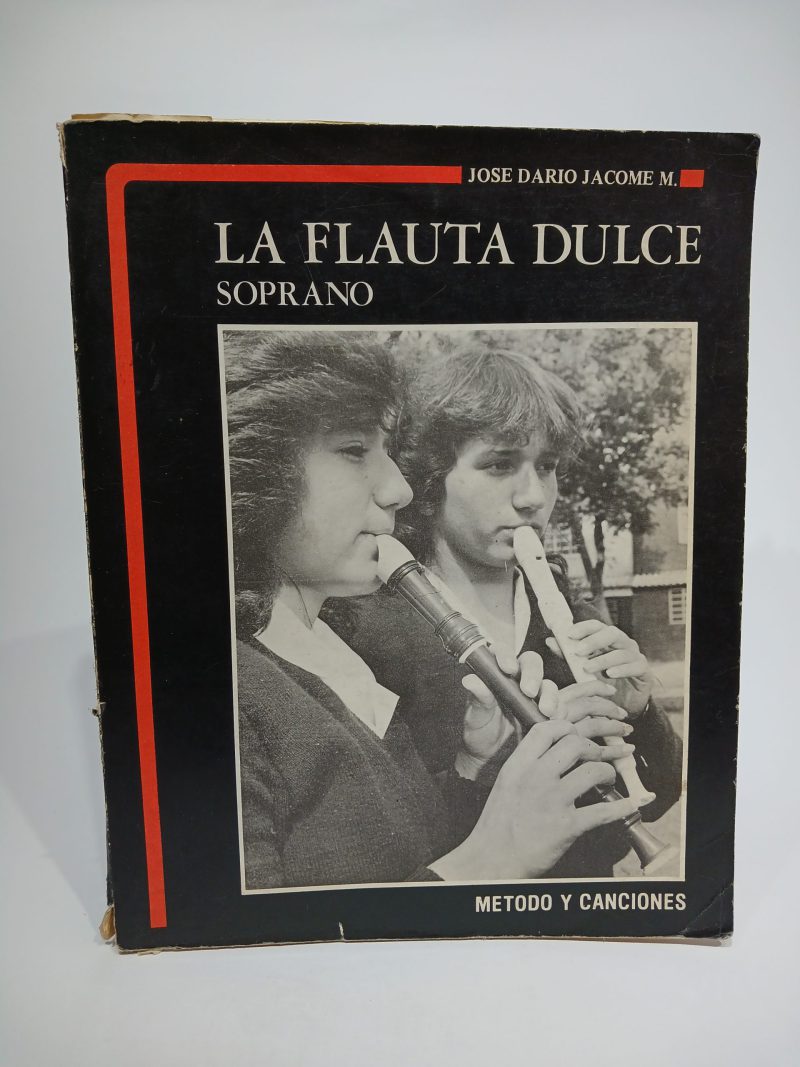 JOSE DARIO JACOME M.
LA FLAUTA DULCE
SOPRANO
METODO Y CANCIONES